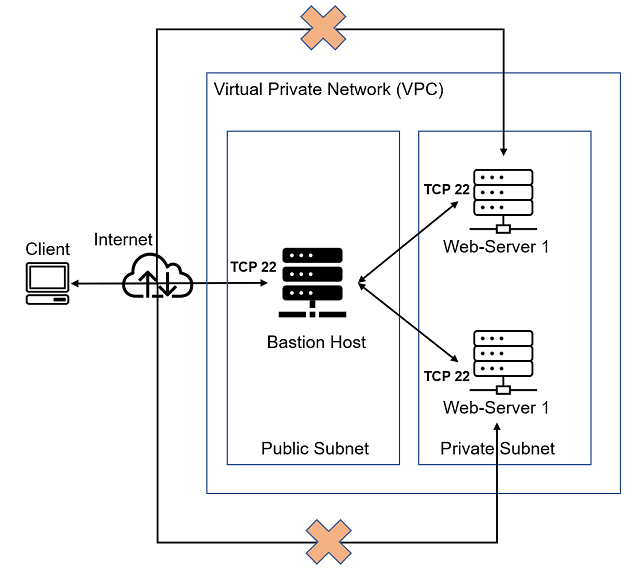 Virtual Private Network (VPC)
TCP 22
Web-Server 1
Client
Internet
TCP 22
Bastion Host
TCP 22
Web-Server 1
Public Subnet
Private Subnet